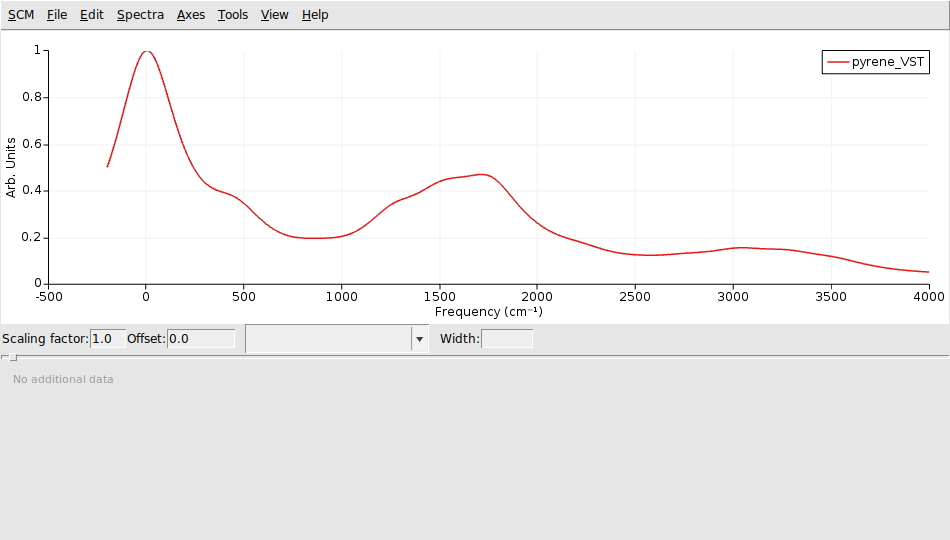 SCM File Edit Spectra Axes Tools View Help
pyrene_VST
Arb. Units
1
0.8
0.6
0.4
0.2
0
-500 0 500 1000 1500 2000 2500 3000 3500 4000
Frequency (cm⁻¹)
Scaling factor: 1.0 Offset: 0.0 Width:
No additional data